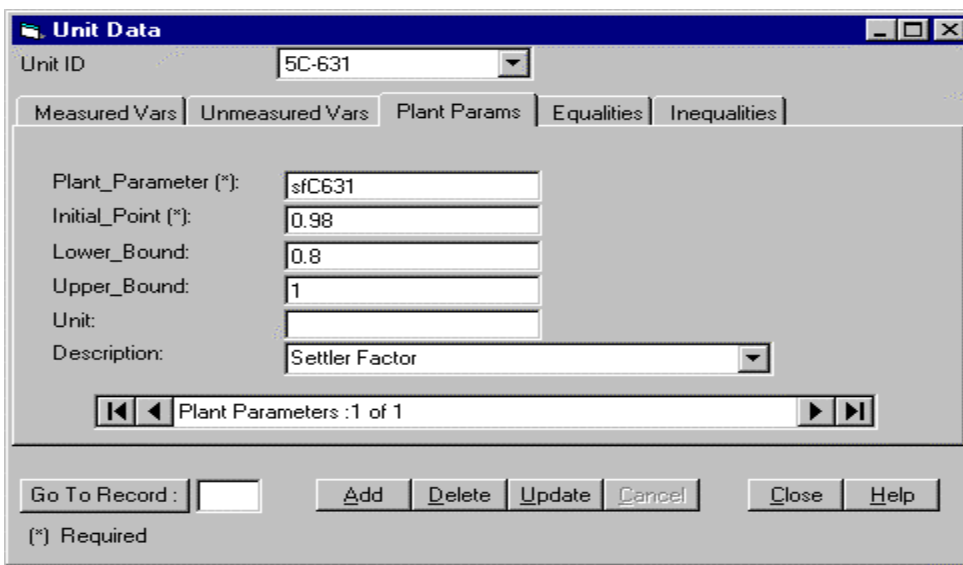 Unit Data
Unit ID 5C-631
Measured Vars Unmeasured Vars Plant Params Equalities Inequalities
Plant_Parameter (*): sfC631
Initial_Point (*): 0.98
Lower_Bound: 0.8
Upper_Bound: 1
Unit:
Description: Settler Factor
Plant Parameters :1 of 1
Go To Record : Add Delete Update Cancel Close Help
(*) Required